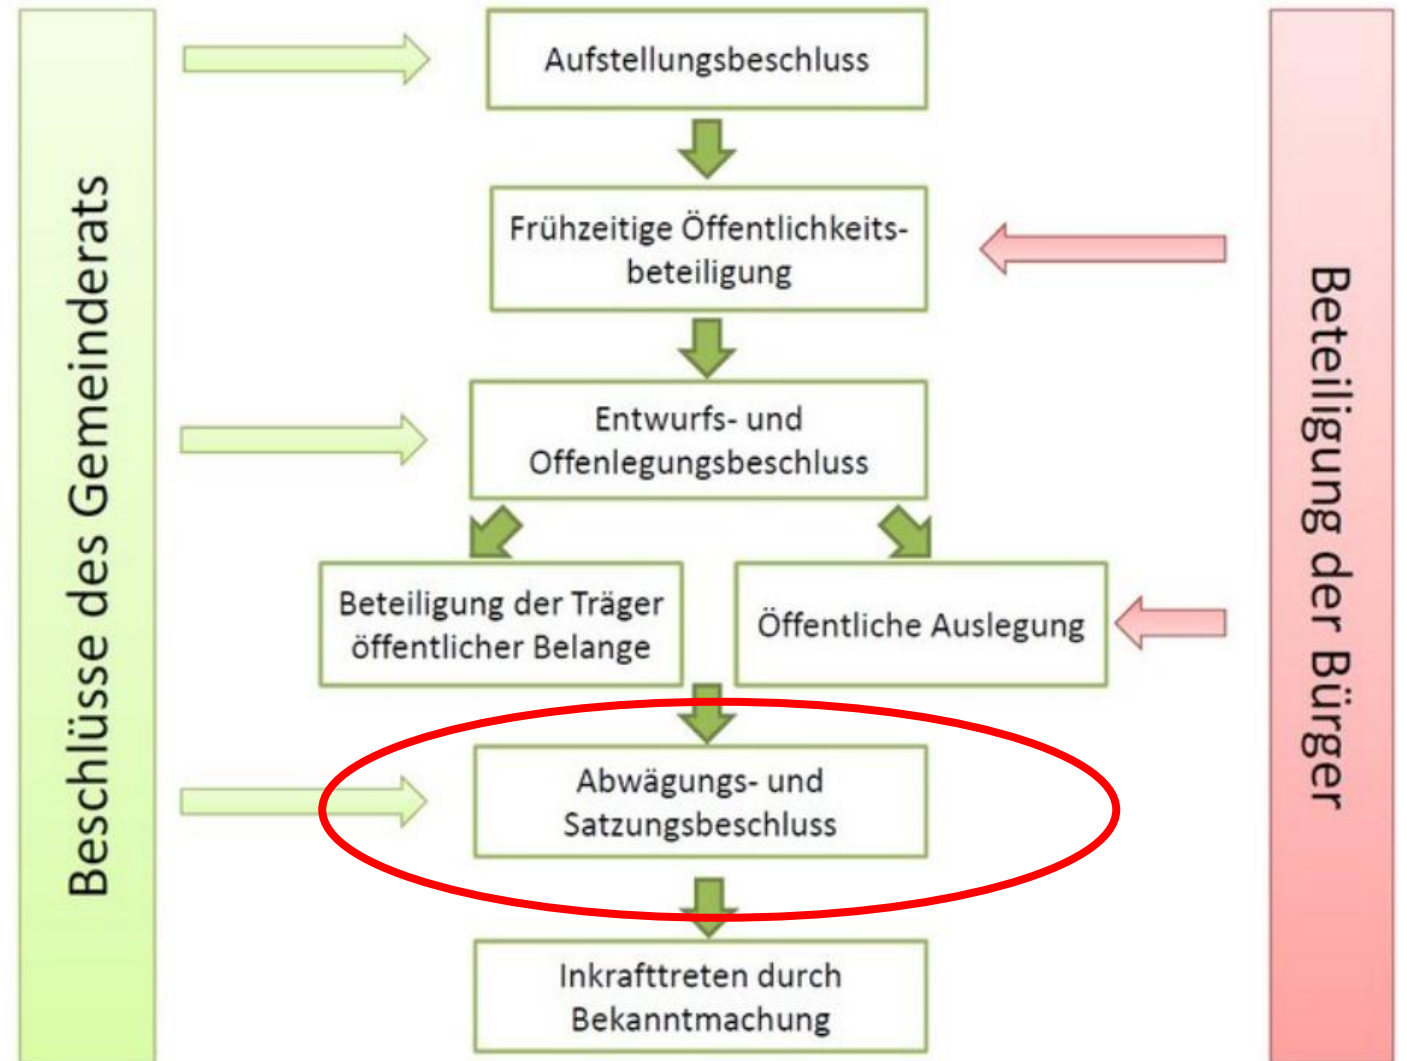 Beschlüsse des Gemeinderats
Aufstellungsbeschluss
Frühzeitige Öffentlichkeits-
beteiligung
Entwurfs- und
Offenlegungsbeschluss
Beteiligung der Träger
öffentlicher Belange
Öffentliche Auslegung
Abwägungs- und
Satzungsbeschluss
Inkrafttreten durch
Bekanntmachung
Beteiligung der Bürger